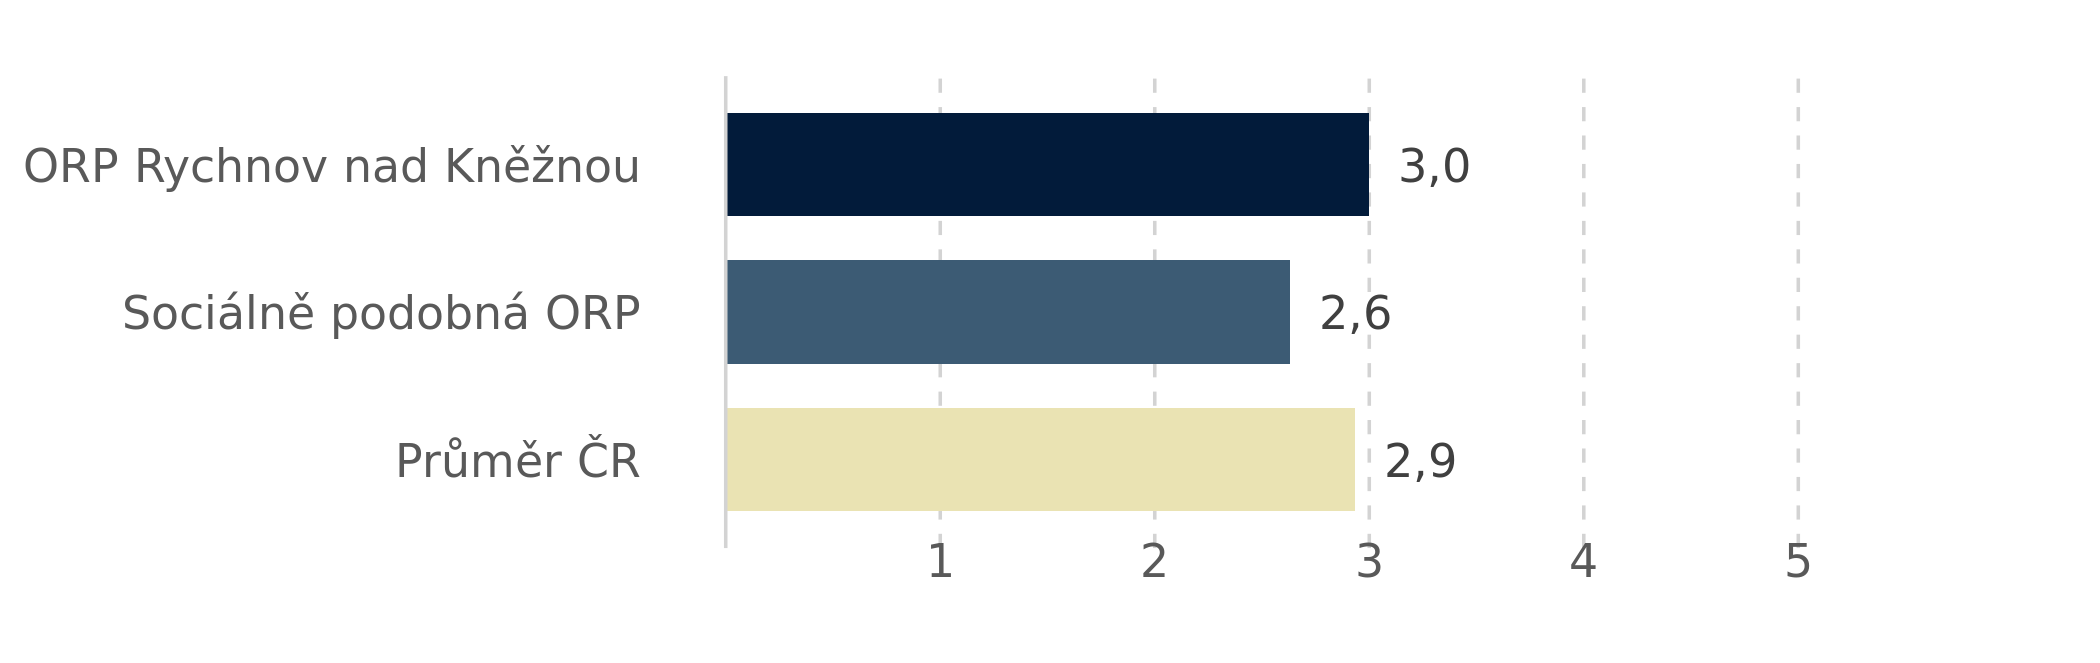 ORP Rychnov nad Kněžnou
3,0
Sociálně podobná ORP
2,6
Průměr ČR
2,9
1 2 3 4 5